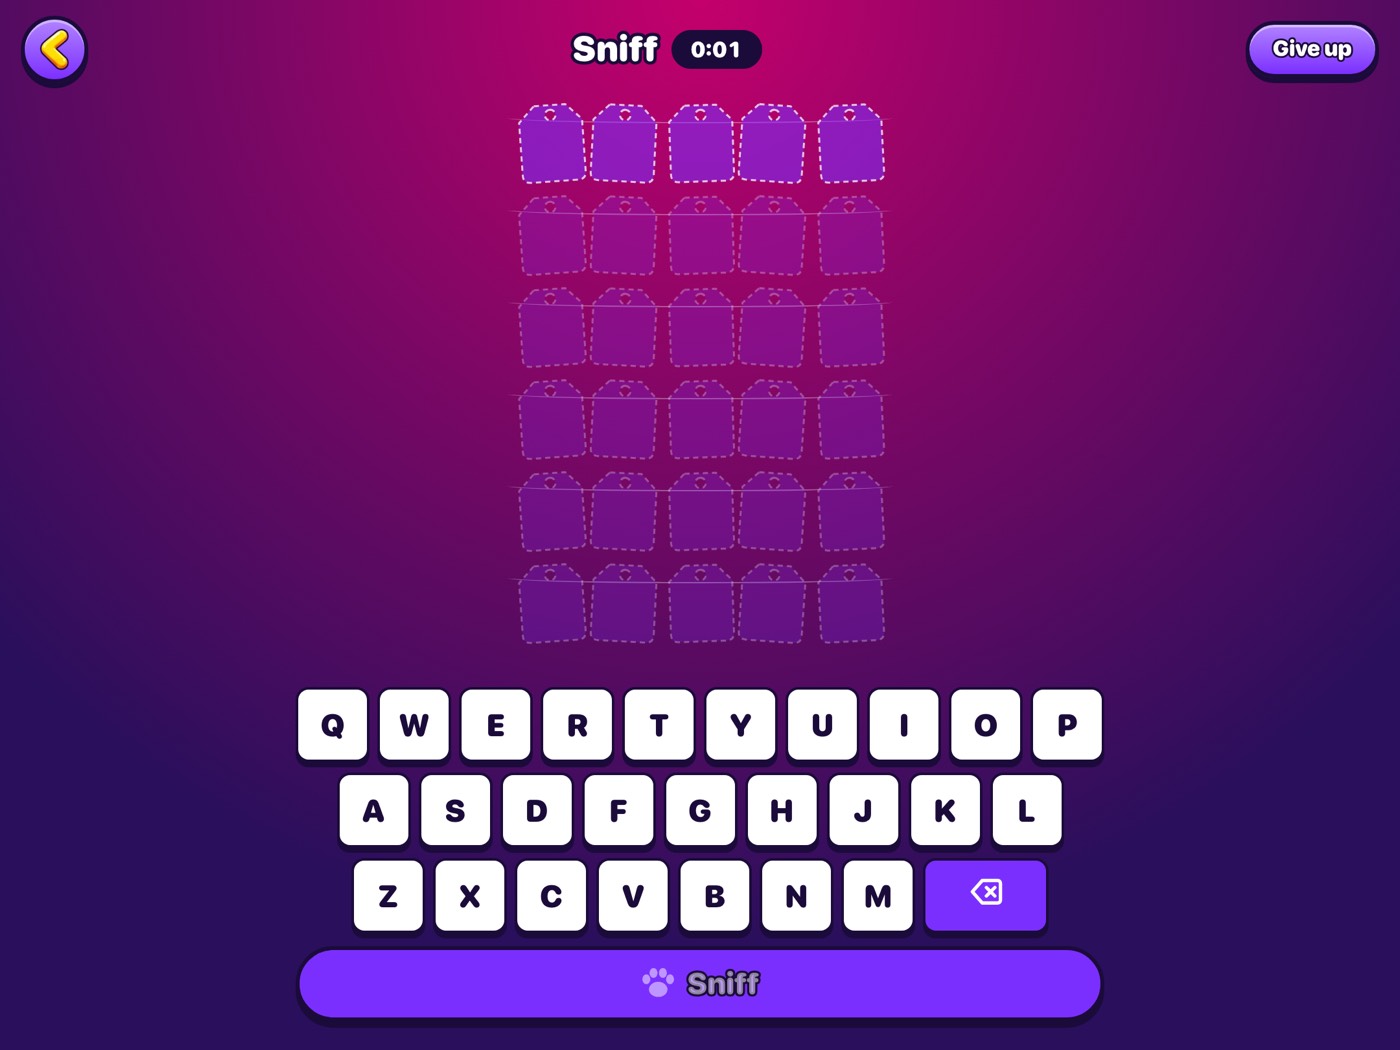 Sniff 0:01
Give up
Q W E R T Y U I O P
A S D F G H J K L
Z X C V B N M
Sniff